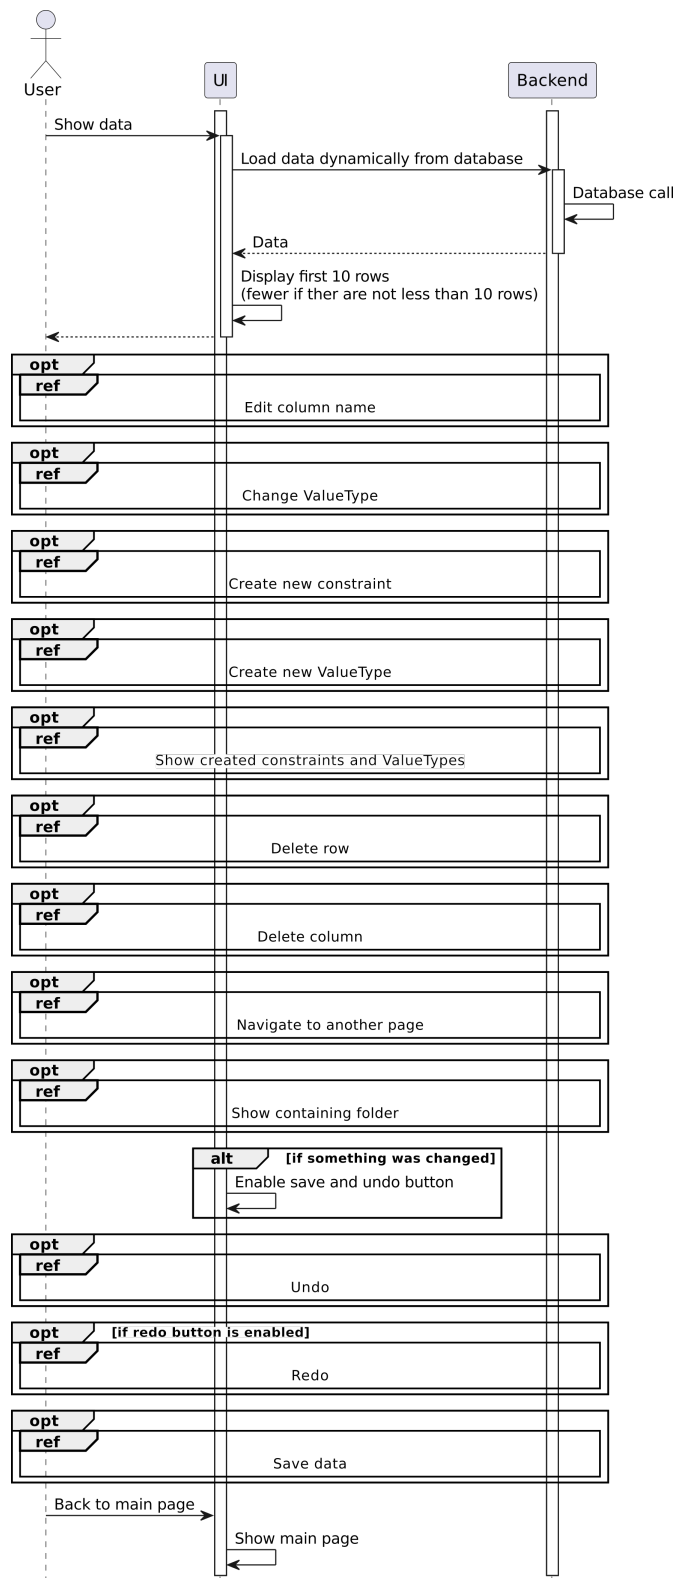 User
UI
Backend
Show data
Load data dynamically from database
Database call
Data
Display first 10 rows
(fewer if ther are not less than 10 rows)
opt
ref
Edit column name
opt
ref
Change ValueType
opt
ref
Create new constraint
opt
ref
Create new ValueType
opt
ref
Show created constraints and ValueTypes
opt
ref
Delete row
opt
ref
Delete column
opt
ref
Navigate to another page
opt
ref
Show containing folder
alt [if something was changed]
Enable save and undo button
opt
ref
Undo
opt [if redo button is enabled]
ref
Redo
opt
ref
Save data
Back to main page
Show main page